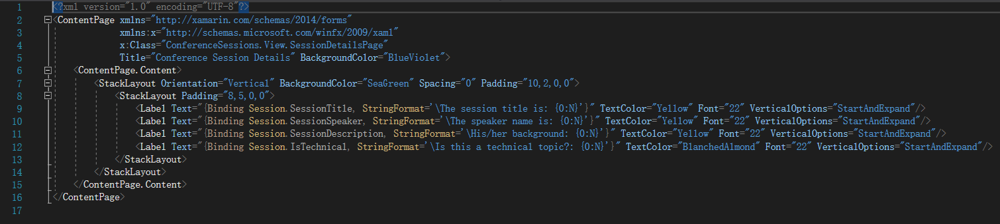 1 <?xml version="1.0" encoding="UTF-8"?>
2 <ContentPage xmlns="http://xamarin.com/schemas/2014/forms"
3 xmlns:x="http://schemas.microsoft.com/winfx/2009/xaml"
4 x:Class="ConferenceSessions.View.SessionDetailsPage"
5 Title="Conference Session Details" BackgroundColor="BlueViolet">
6 <ContentPage.Content>
7 <StackLayout Orientation="Vertical" BackgroundColor="SeaGreen" Spacing="0" Padding="10,2,0,0">
8 <StackLayout Padding="8,5,0,0">
9 <Label Text="{Binding Session.SessionTitle, StringFormat='\The session title is: {0:N}'}" TextColor="Yellow" Font="22" VerticalOptions="StartAndExpand"/>
10 <Label Text="{Binding Session.SessionSpeaker, StringFormat='\The speaker name is: {0:N}'}" TextColor="Yellow" Font="22" VerticalOptions="StartAndExpand"/>
11 <Label Text="{Binding Session.SessionDescription, StringFormat='\His/her background: {0:N}'}" TextColor="Yellow" Font="22" VerticalOptions="StartAndExpand"/>
12 <Label Text="{Binding Session.IsTechnical, StringFormat='\Is this a technical topic?: {0:N}'}" TextColor="BlanchedAlmond" Font="22" VerticalOptions="StartAndExpand"/>
13 </StackLayout>
14 </StackLayout>
15 </ContentPage.Content>
16 </ContentPage>
17